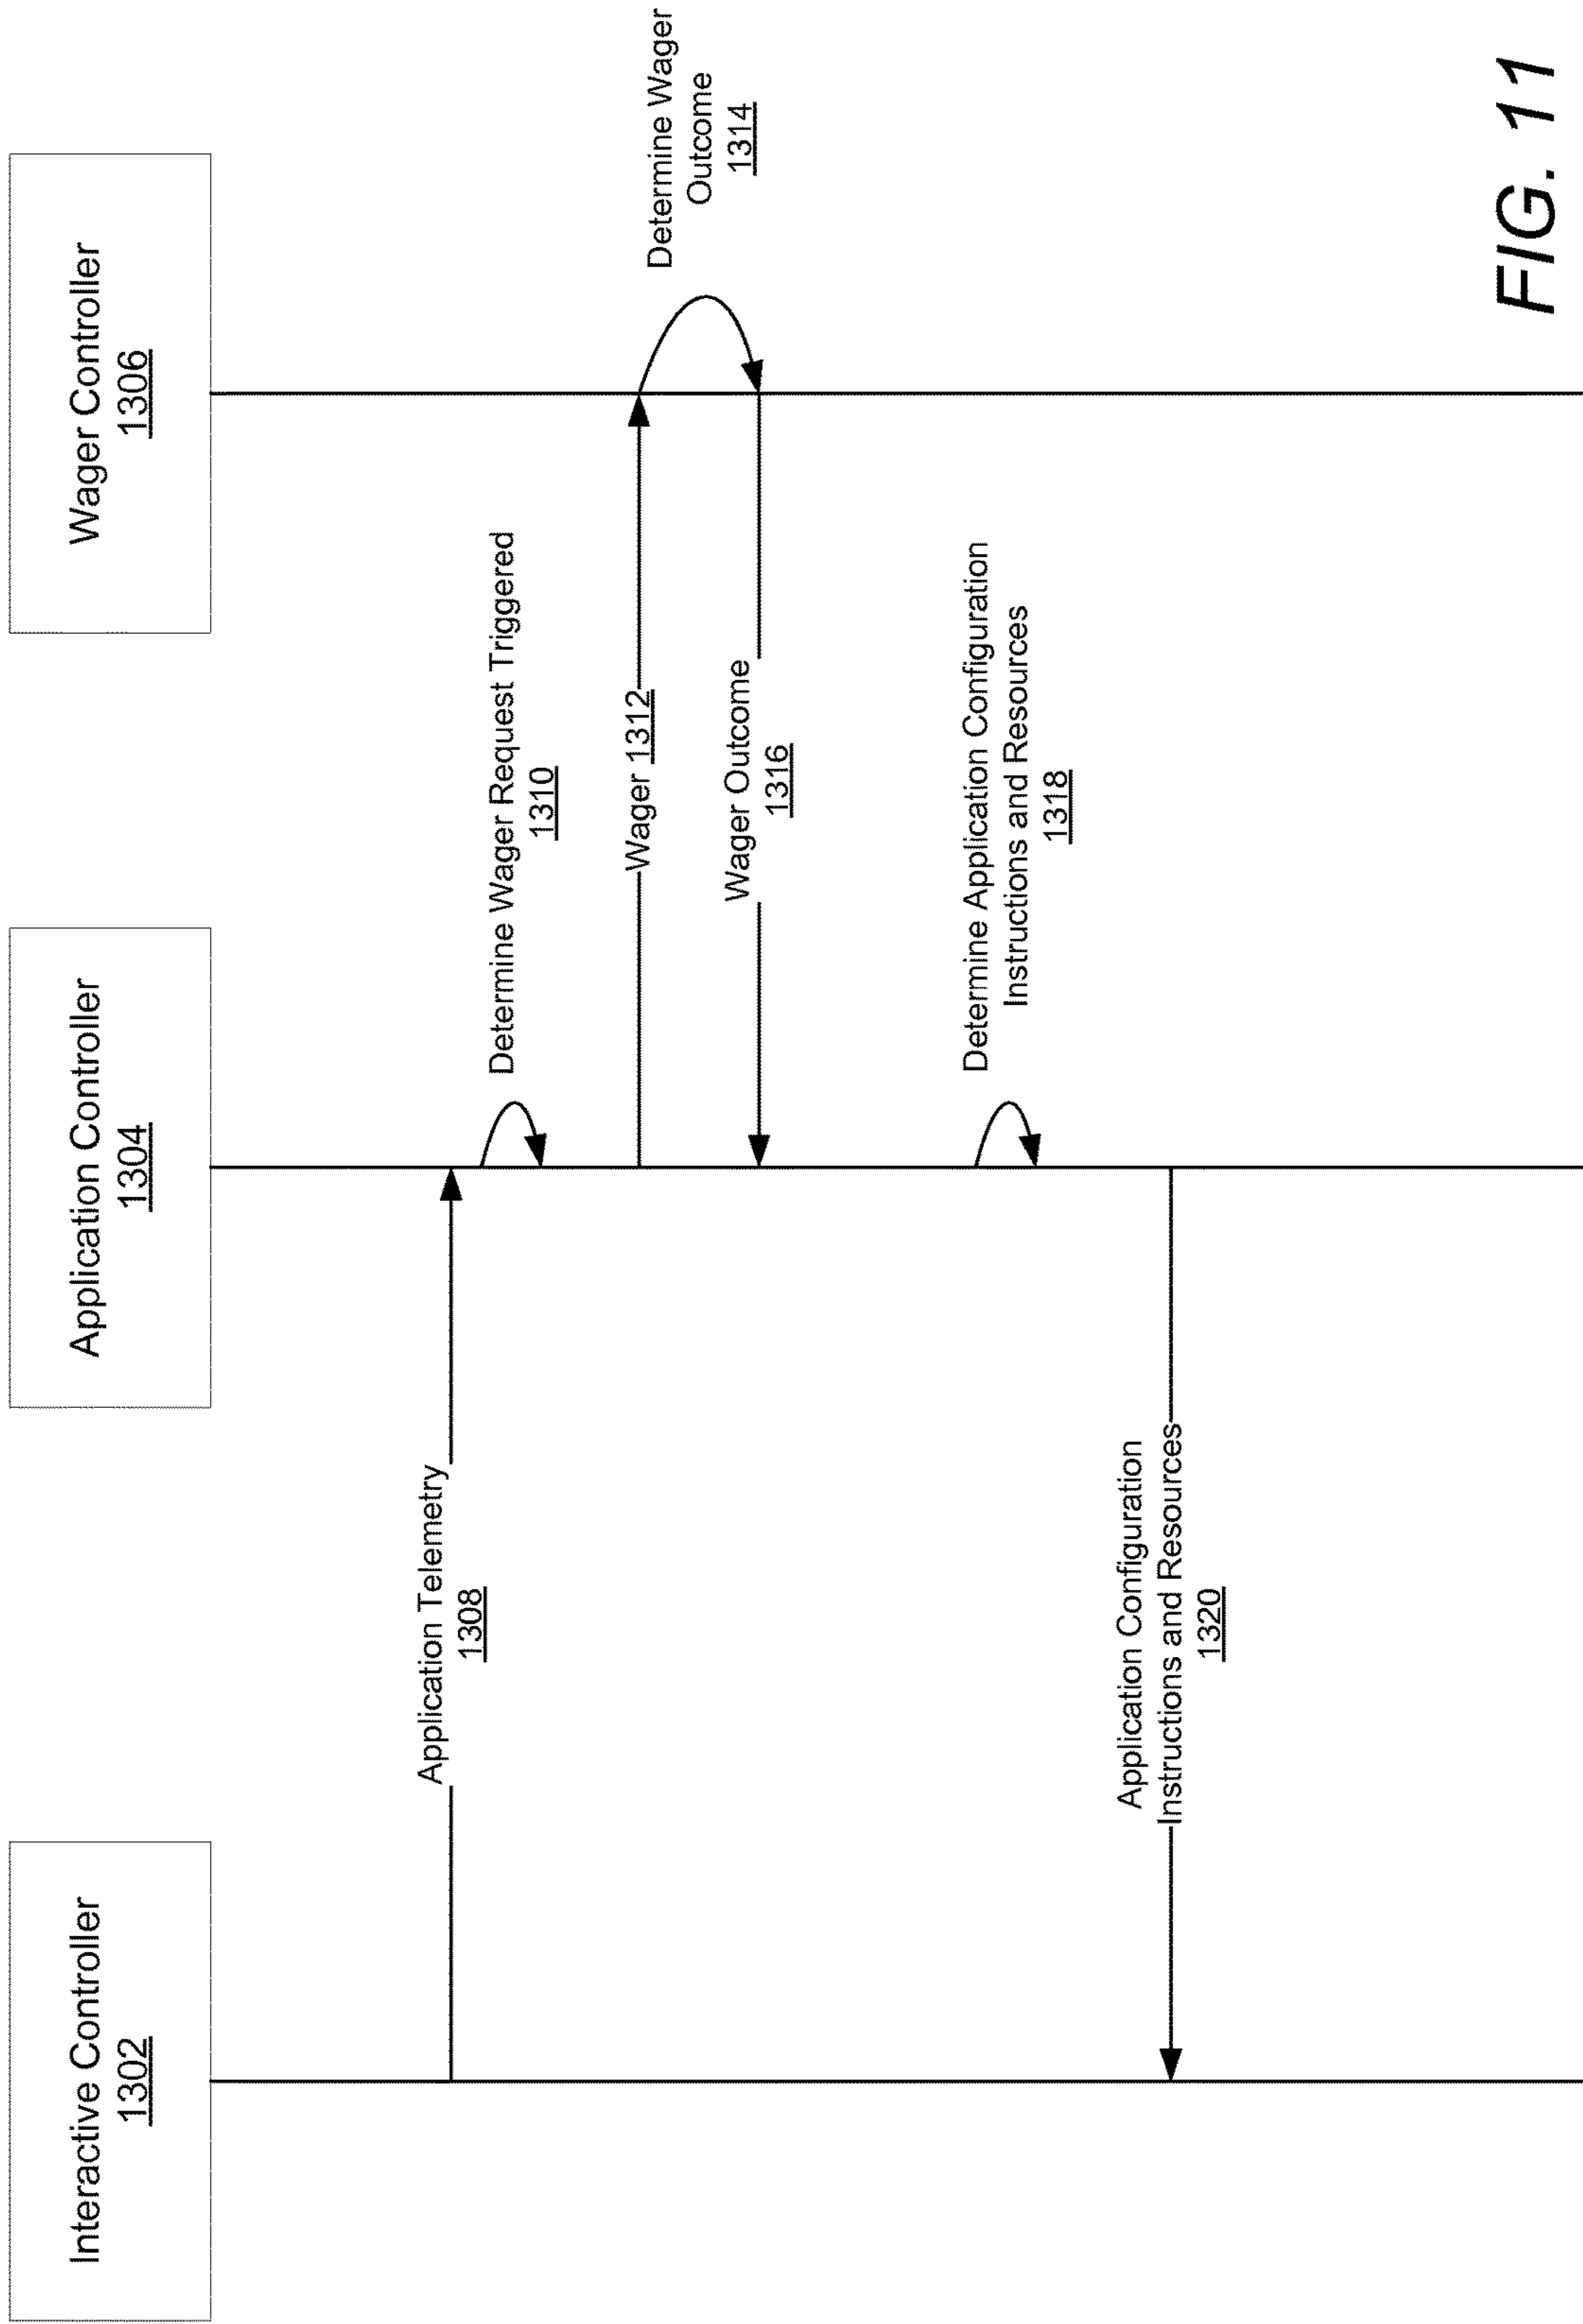 Interactive Controller
1302
Application Controller
1304
Wager Controller
1306
Application Telemetry
1308
Determine Wager Request Triggered
1310
Wager 1312
Determine Wager
Outcome
1314
Wager Outcome
1316
Determine Application Configuration
Instructions and Resources
1318
Application Configuration
Instructions and Resources
1320
FIG. 11